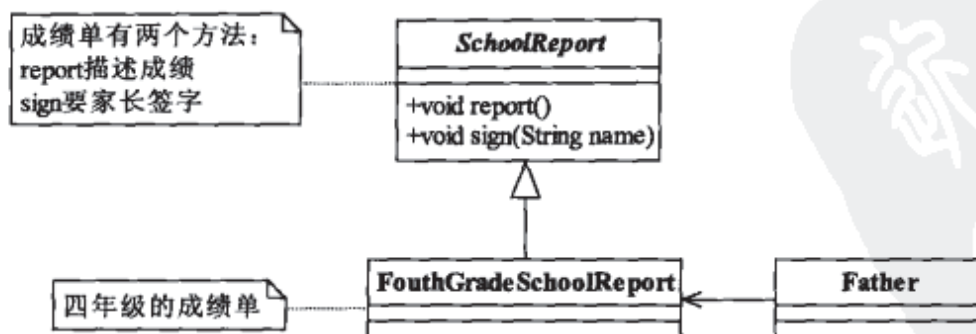 成绩单有两个方法：
report描述成绩
sign要家长签字
SchoolReport
+void report()
+void sign(String name)
四年级的成绩单
FouthGradeSchoolReport
Father